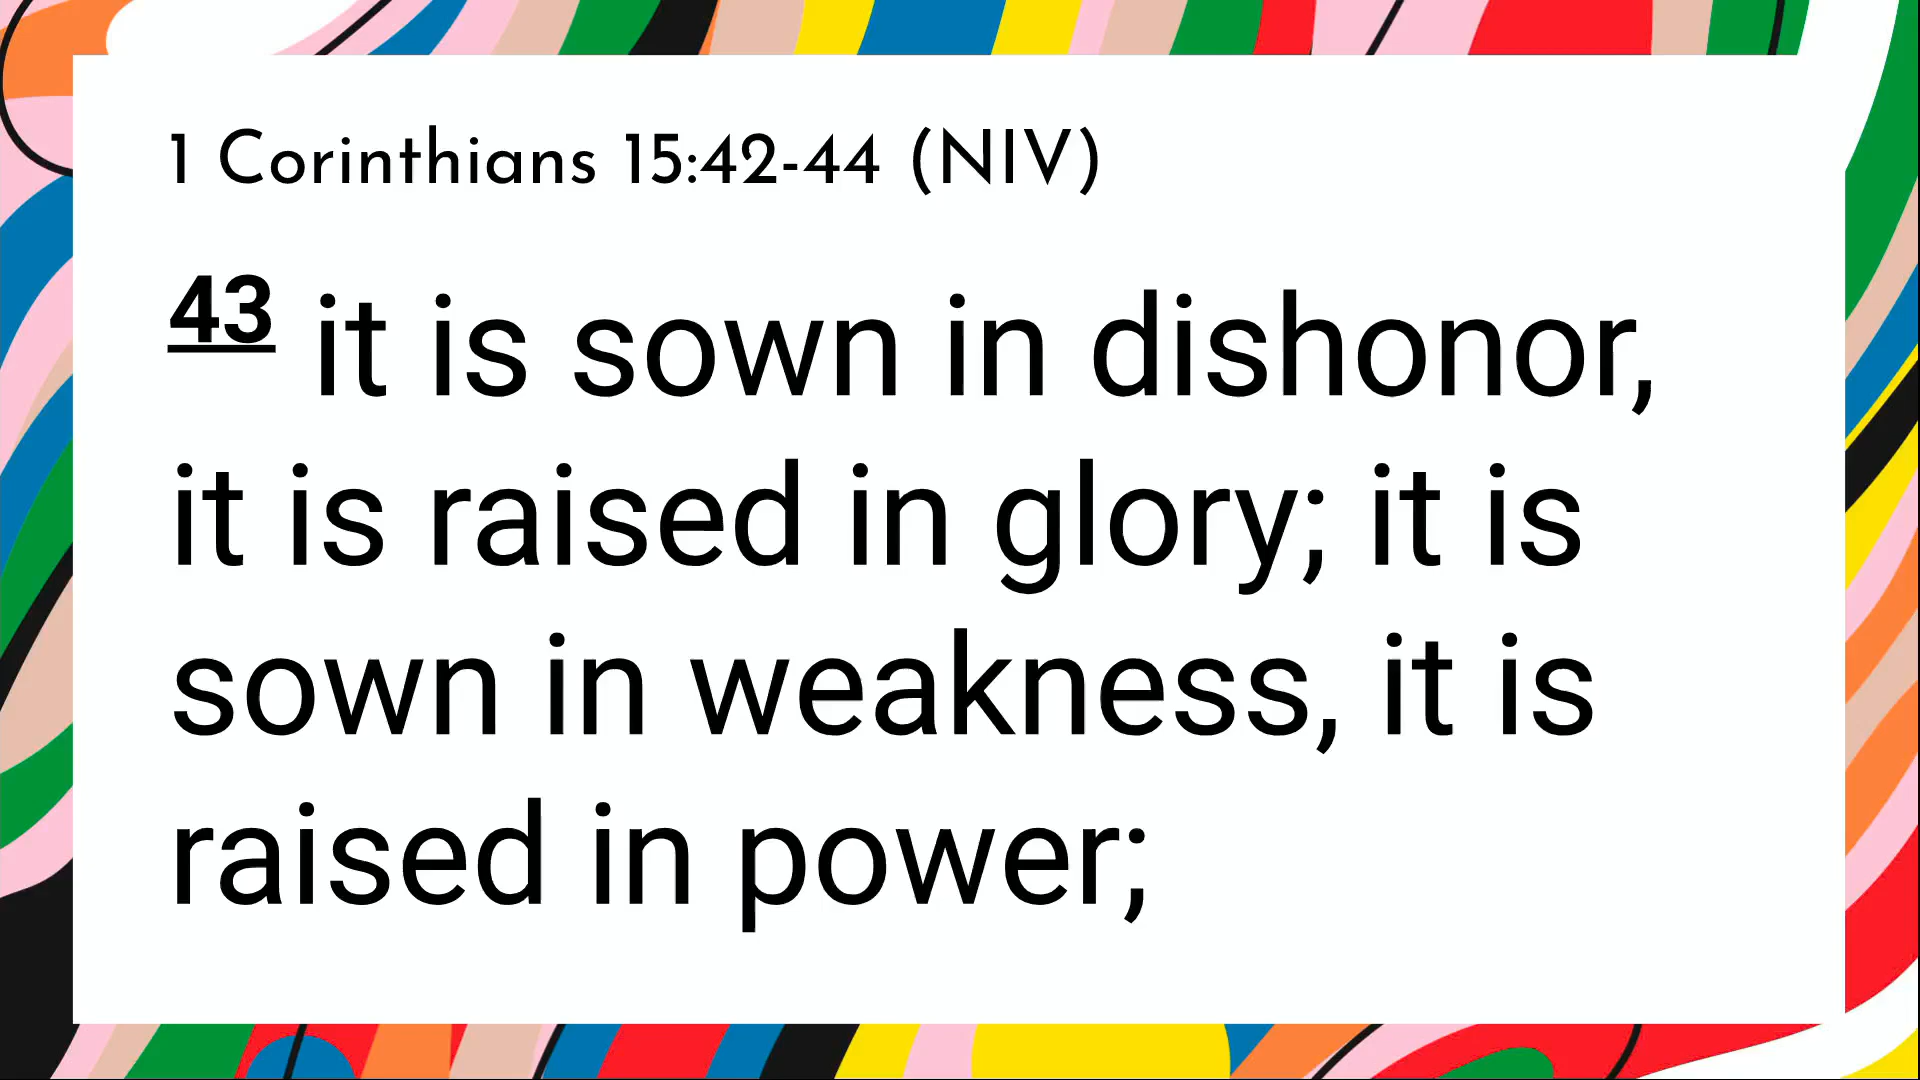 1 Corinthians 15:42-44 (NIV)
43 it is sown in dishonor,
it is raised in glory; it is
sown in weakness, it is
raised in power;